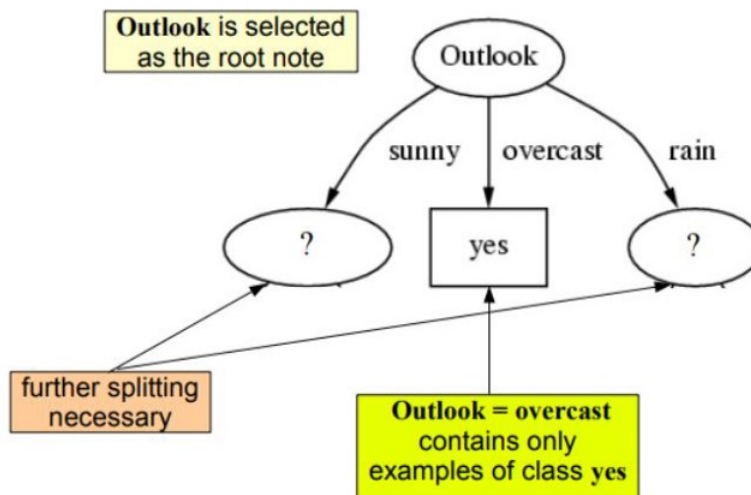 Outlook is selected
as the root note
Outlook
sunny
overcast
rain
?
yes
?
further splitting
necessary
Outlook = overcast
contains only
examples of class yes